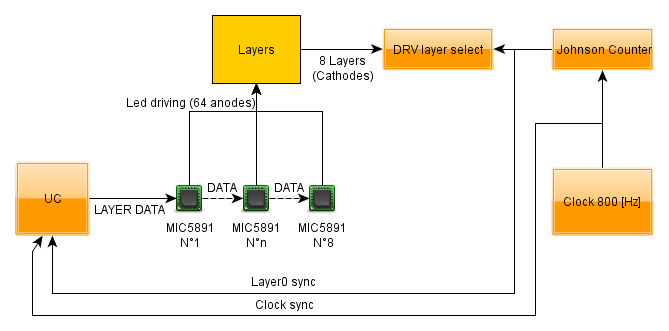 Layers
8 Layers
(Cathodes)
DRV layer select
Johnson Counter
Led driving (64 anodes)
UC
LAYER DATA
DATA
DATA
MIC5891
N°1
MIC5891
N°n
MIC5891
N°8
Clock 800 [Hz]
Layer0 sync
Clock sync